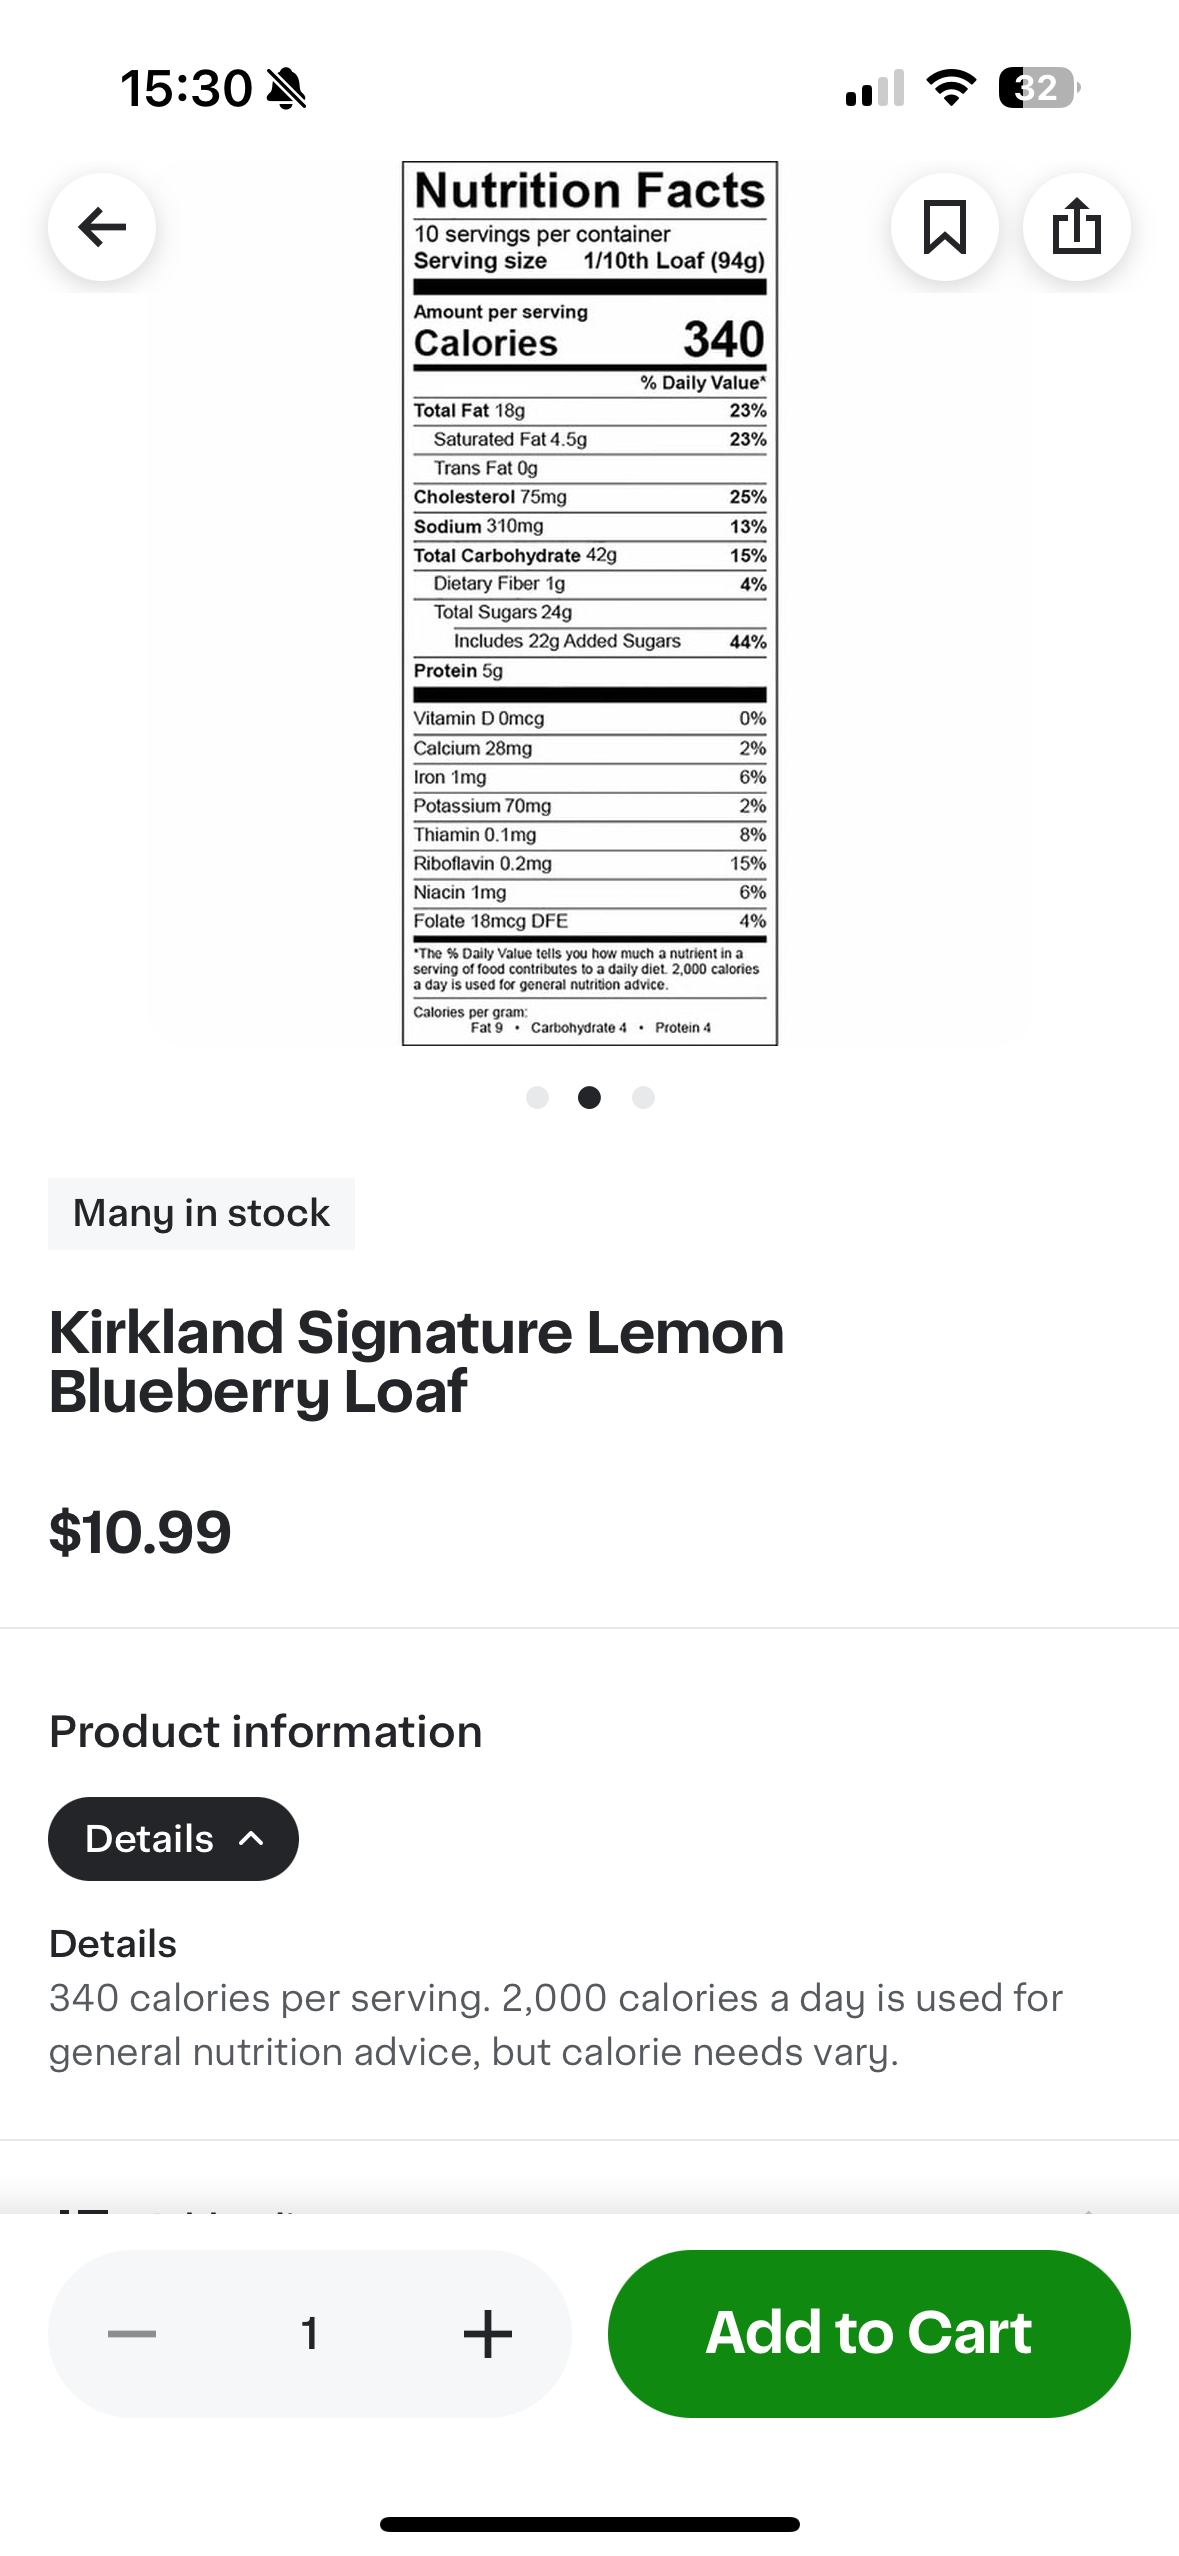 15:30
32
Nutrition Facts
10 servings per container
Serving size 1/10th Loaf (94g)
Amount per serving
Calories 340
% Daily Value*
Total Fat 18g 23%
Saturated Fat 4.5g 23%
Trans Fat 0g
Cholesterol 75mg 25%
Sodium 310mg 13%
Total Carbohydrate 42g 15%
Dietary Fiber 1g 4%
Total Sugars 24g
Includes 22g Added Sugars 44%
Protein 5g
Vitamin D 0mcg 0%
Calcium 28mg 2%
Iron 1mg 6%
Potassium 70mg 2%
Thiamin 0.1mg 8%
Riboflavin 0.2mg 15%
Niacin 1mg 6%
Folate 18mcg DFE 4%
*The % Daily Value tells you how much a nutrient in a
serving of food contributes to a daily diet. 2,000 calories
a day is used for general nutrition advice.
Calories per gram:
Fat 9 • Carbohydrate 4 • Protein 4
Many in stock
Kirkland Signature Lemon
Blueberry Loaf
$10.99
Product information
Details
Details
340 calories per serving. 2,000 calories a day is used for
general nutrition advice, but calorie needs vary.
1
Add to Cart